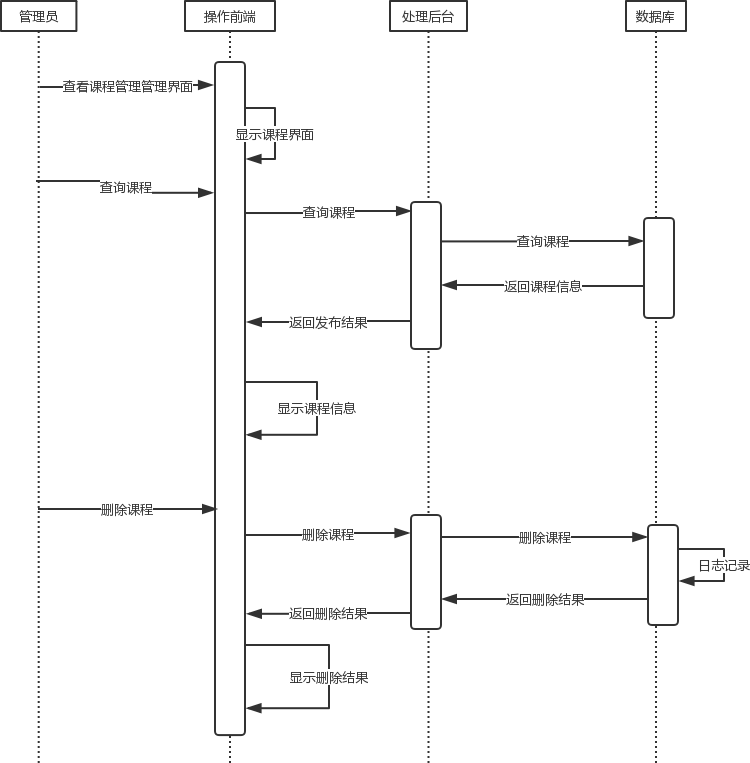 管理员
操作前端
处理后台
数据库
查看课程管理管理界面
显示课程界面
查询课程
查询课程
查询课程
返回课程信息
返回发布结果
显示课程信息
删除课程
删除课程
删除课程
日志记录
返回删除结果
返回删除结果
显示删除结果